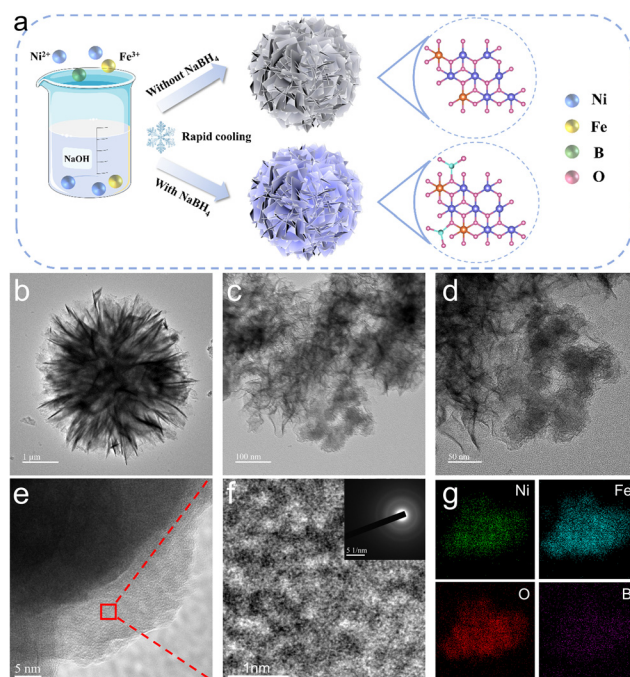 a
Ni²⁺
Fe³⁺
NaOH
Without NaBH₄
Rapid cooling
With NaBH₄
Ni
Fe
B
O
b
1 μm
c
100 nm
d
50 nm
e
5 nm
f
5 1/nm
1nm
g
Ni
Fe
O
B